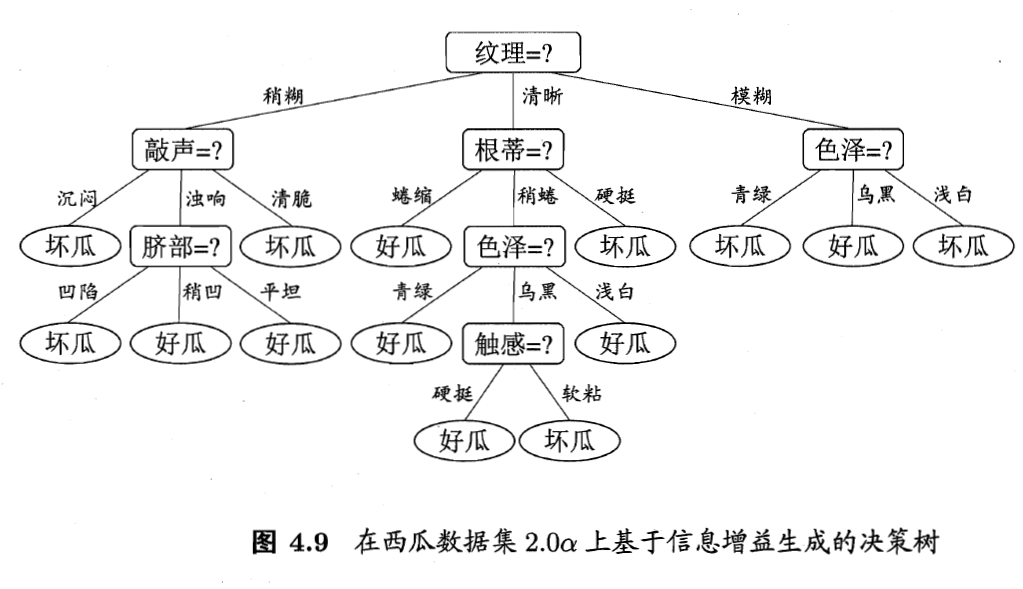 纹理=?
稍糊 清晰 模糊
敲声=? 根蒂=? 色泽=?
沉闷 浊响 清脆 蜷缩 稍蜷 硬挺 青绿 乌黑 浅白
坏瓜 脐部=? 坏瓜 好瓜 色泽=? 坏瓜 坏瓜 好瓜 坏瓜
凹陷 稍凹 平坦 青绿 乌黑 浅白
坏瓜 好瓜 好瓜 好瓜 触感=? 好瓜
硬挺 软粘
好瓜 坏瓜
图 4.9 在西瓜数据集 2.0α 上基于信息增益生成的决策树